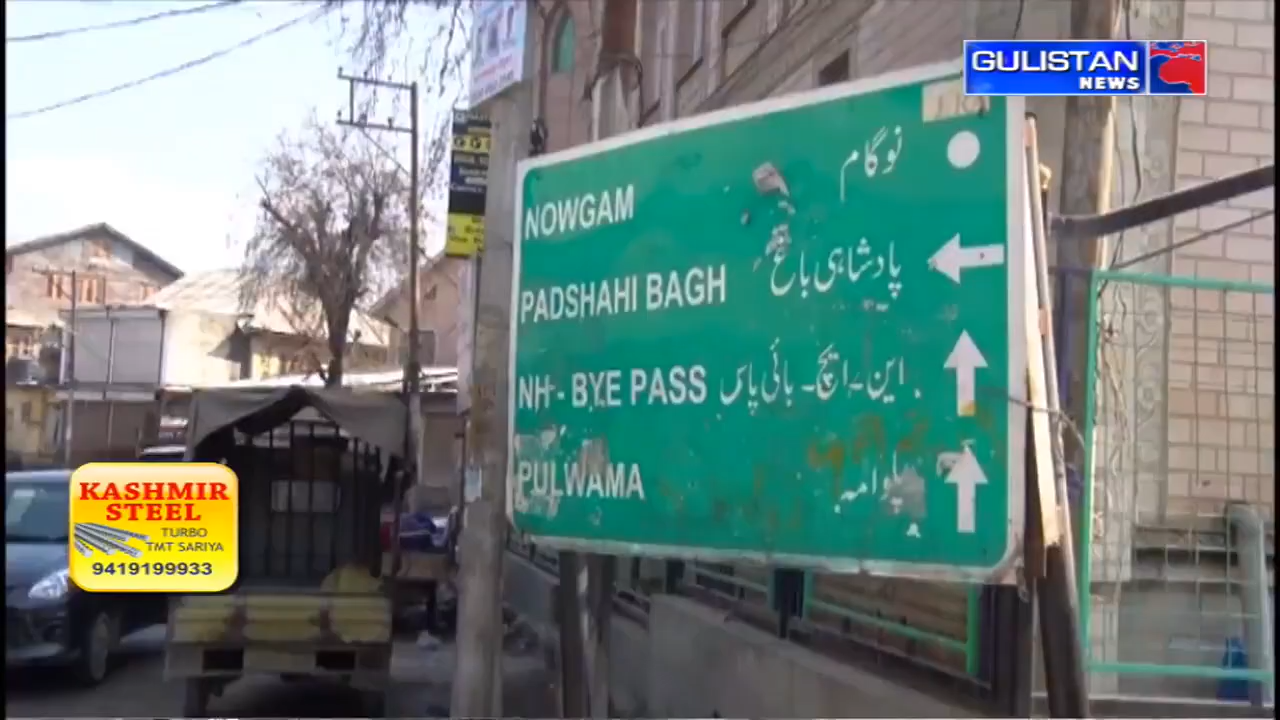 GULISTAN
NEWS
NOWGAM نوگام
PADSHAHI BAGH پادشاہی باغ
NH - BYE PASS این۔ایچ۔ بائی پاس
PULWAMA پلوامہ
KASHMIR
STEEL
TURBO
TMT SARIYA
9419199933